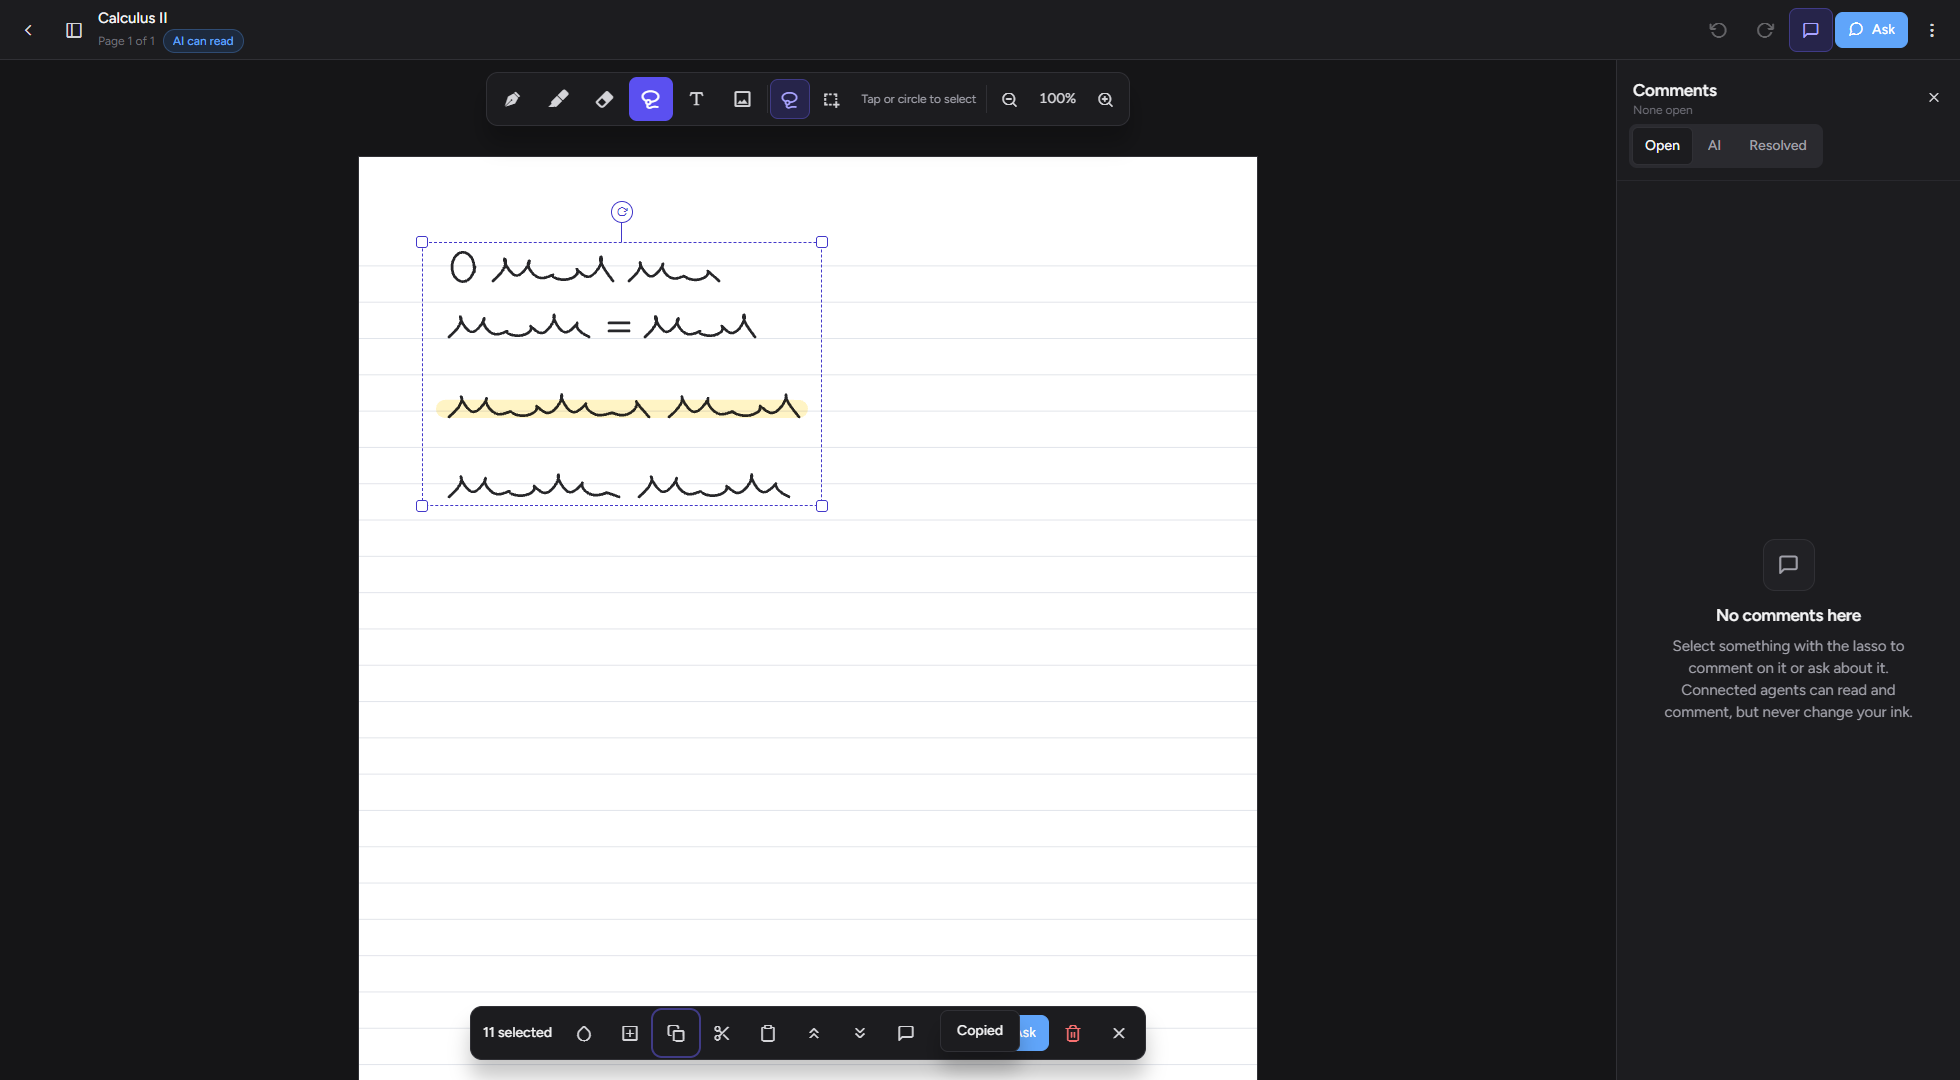 Calculus II
Page 1 of 1 AI can read
Ask
Tap or circle to select
100%
Comments
None open
Open AI Resolved
0
=
No comments here
Select something with the lasso to
comment on it or ask about it.
Connected agents can read and
comment, but never change your ink.
11 selected
Copied